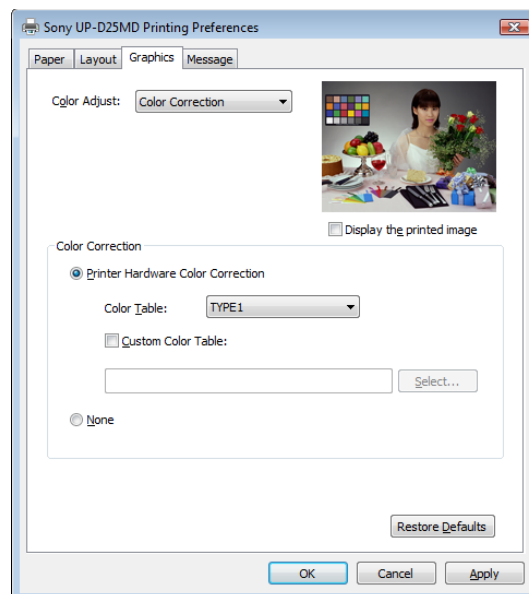 Sony UP-D25MD Printing Preferences
Paper Layout Graphics Message
Color Adjust: Color Correction
Display the printed image
Color Correction
Printer Hardware Color Correction
Color Table: TYPE1
Custom Color Table:
Select...
None
Restore Defaults
OK Cancel Apply